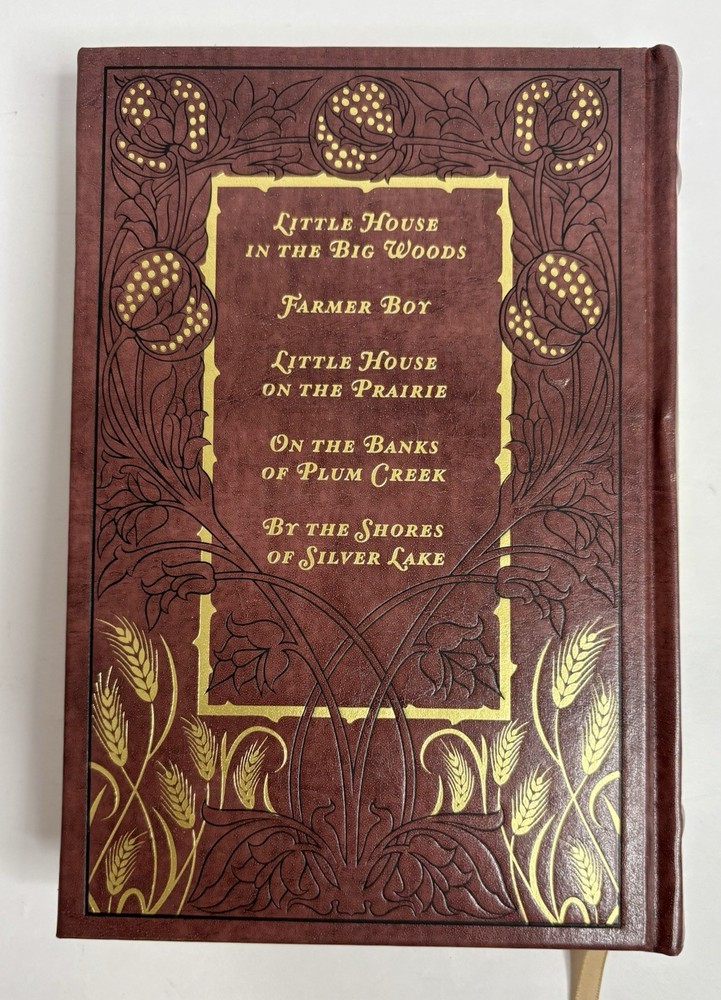 Little House
in the Big Woods
Farmer Boy
Little House
on the Prairie
On the Banks
of Plum Creek
By the Shores
of Silver Lake